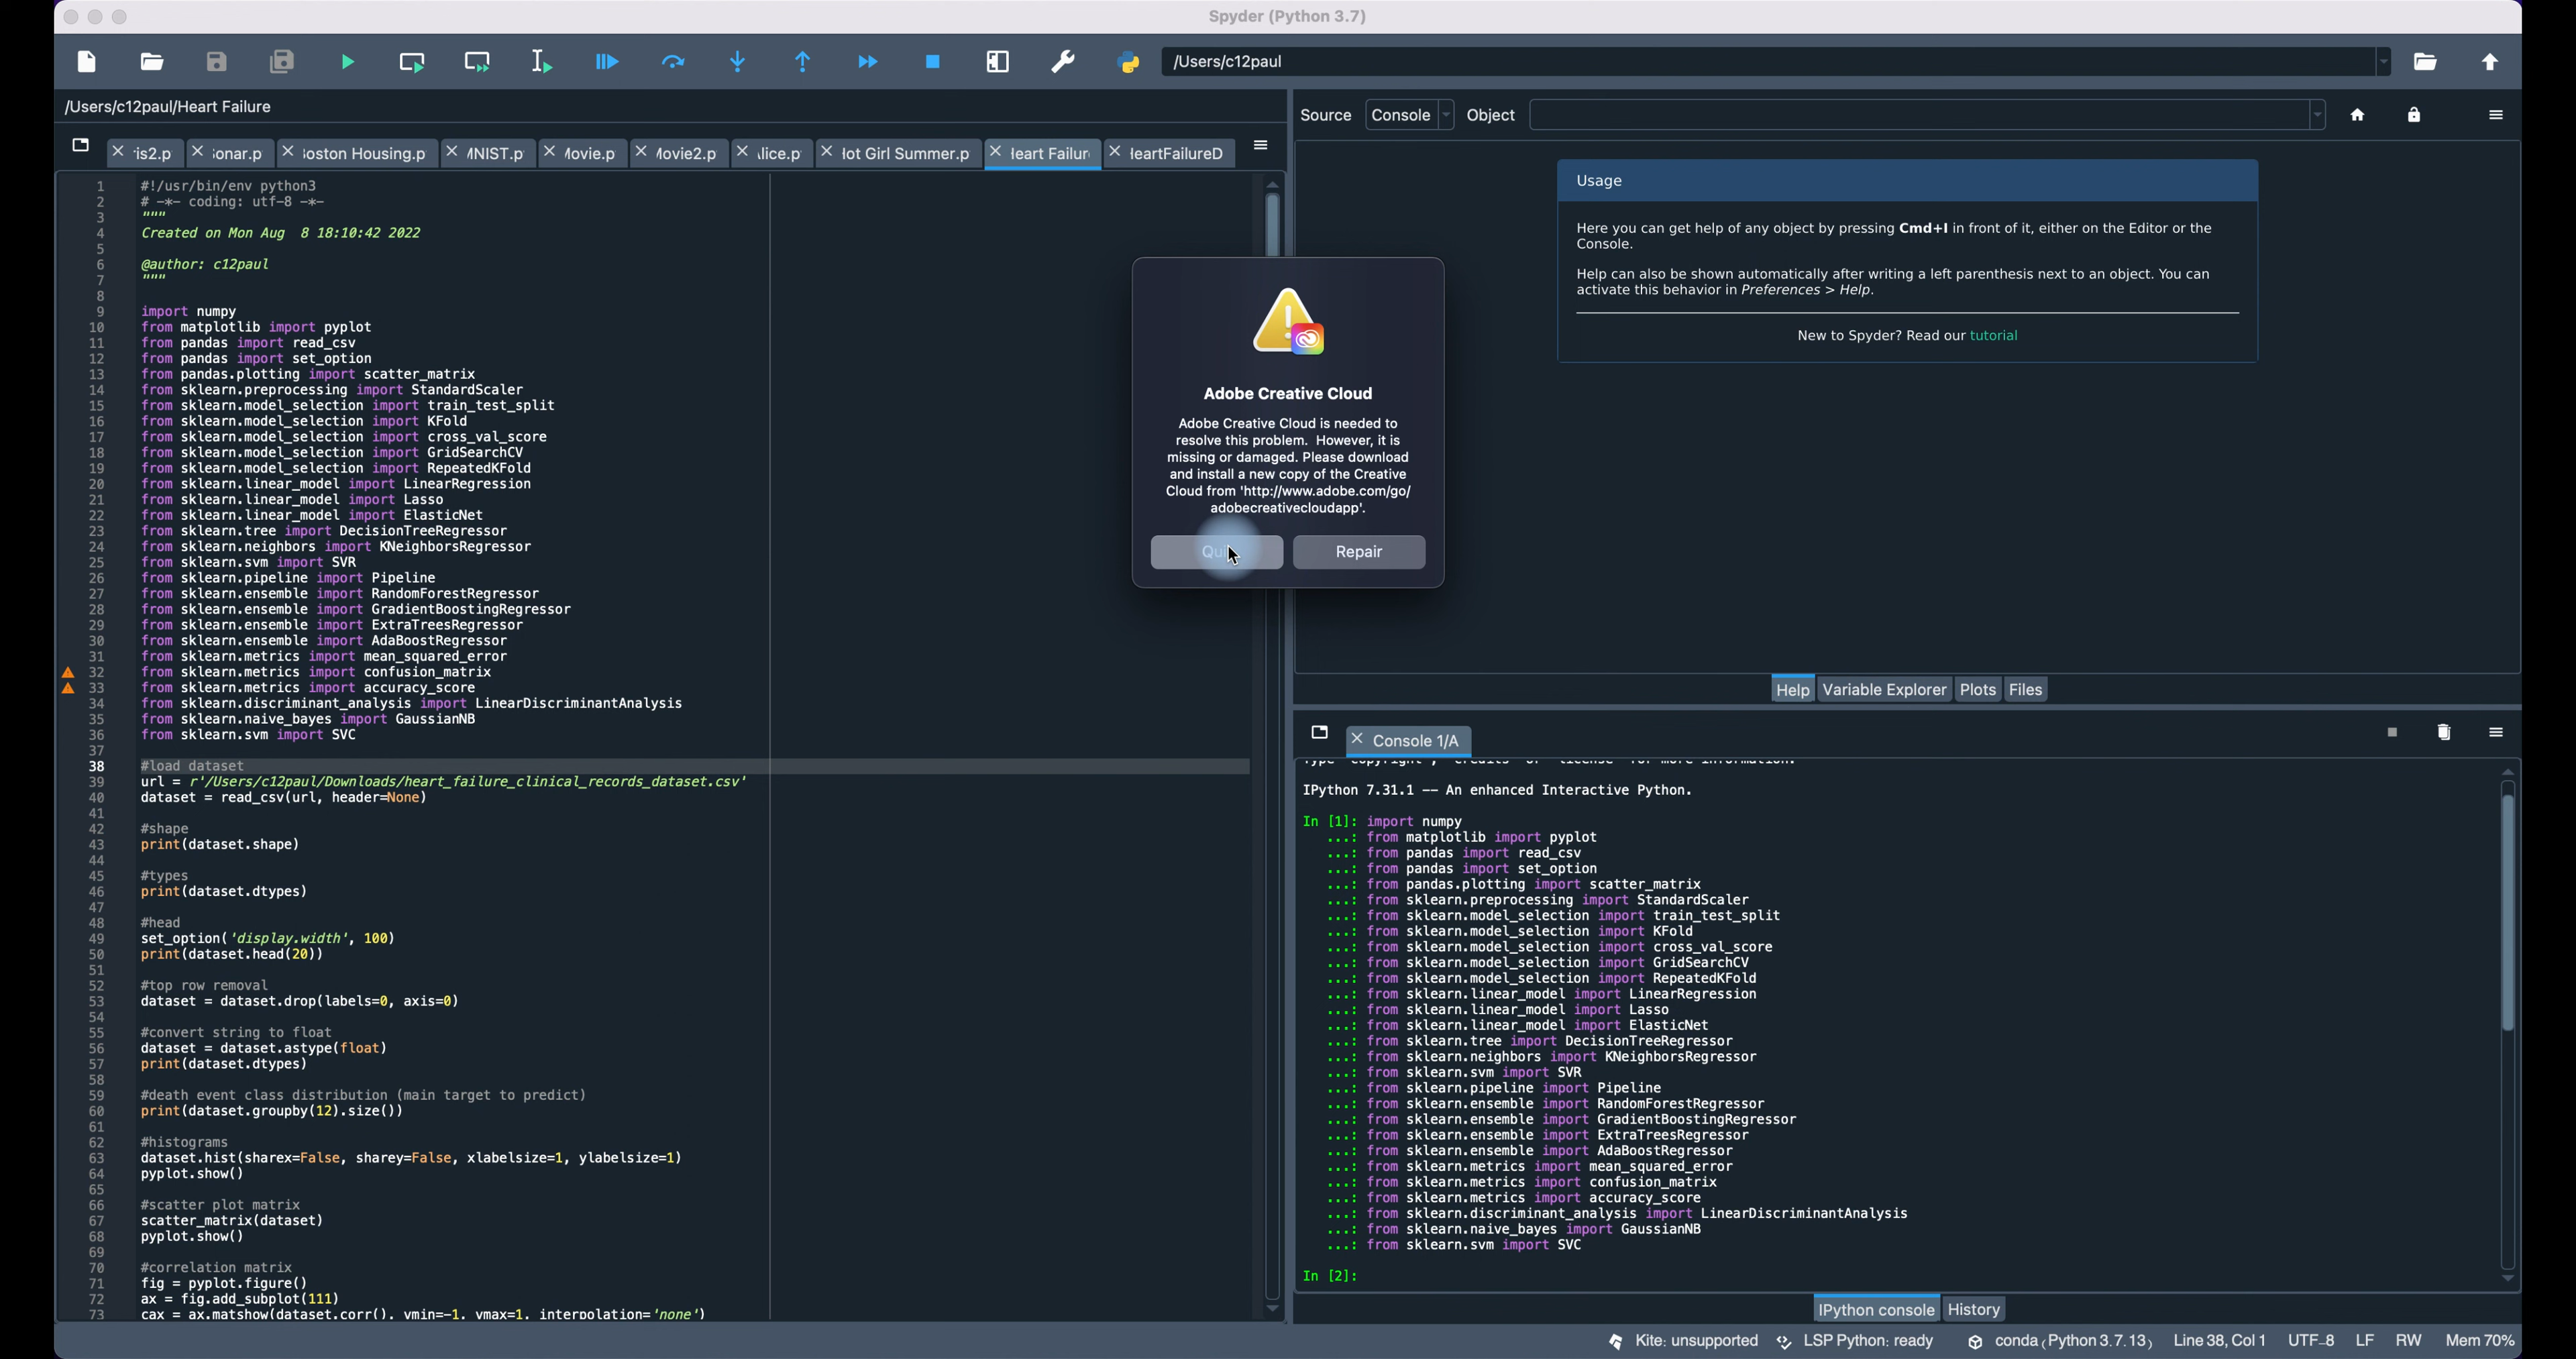 Spyder (Python 3.7)
/Users/c12paul
/Users/c12paul/Heart Failure
Source Console Object
ris2.p onar.p oston Housing.p MNIST.p Movie.p Movie2.p lice.p ot Girl Summer.p eart Failur eartFailureD
1 #!/usr/bin/env python3
2 # -*- coding: utf-8 -*-
3 """
4 Created on Mon Aug  8 18:10:42 2022
5
6 @author: c12paul
7 """
8
9 import numpy
10 from matplotlib import pyplot
11 from pandas import read_csv
12 from pandas import set_option
13 from pandas.plotting import scatter_matrix
14 from sklearn.preprocessing import StandardScaler
15 from sklearn.model_selection import train_test_split
16 from sklearn.model_selection import KFold
17 from sklearn.model_selection import cross_val_score
18 from sklearn.model_selection import GridSearchCV
19 from sklearn.model_selection import RepeatedKFold
20 from sklearn.linear_model import LinearRegression
21 from sklearn.linear_model import Lasso
22 from sklearn.linear_model import ElasticNet
23 from sklearn.tree import DecisionTreeRegressor
24 from sklearn.neighbors import KNeighborsRegressor
25 from sklearn.svm import SVR
26 from sklearn.pipeline import Pipeline
27 from sklearn.ensemble import RandomForestRegressor
28 from sklearn.ensemble import GradientBoostingRegressor
29 from sklearn.ensemble import ExtraTreesRegressor
30 from sklearn.ensemble import AdaBoostRegressor
31 from sklearn.metrics import mean_squared_error
32 from sklearn.metrics import confusion_matrix
33 from sklearn.metrics import accuracy_score
34 from sklearn.discriminant_analysis import LinearDiscriminantAnalysis
35 from sklearn.naive_bayes import GaussianNB
36 from sklearn.svm import SVC
37
38 #load dataset
39 url = r'/Users/c12paul/Downloads/heart_failure_clinical_records_dataset.csv'
40 dataset = read_csv(url, header=None)
41
42 #shape
43 print(dataset.shape)
44
45 #types
46 print(dataset.dtypes)
47
48 #head
49 set_option('display.width', 100)
50 print(dataset.head(20))
51
52 #top row removal
53 dataset = dataset.drop(labels=0, axis=0)
54
55 #convert string to float
56 dataset = dataset.astype(float)
57 print(dataset.dtypes)
58
59 #death event class distribution (main target to predict)
60 print(dataset.groupby(12).size())
61
62 #histograms
63 dataset.hist(sharex=False, sharey=False, xlabelsize=1, ylabelsize=1)
64 pyplot.show()
65
66 #scatter plot matrix
67 scatter_matrix(dataset)
68 pyplot.show()
69
70 #correlation matrix
71 fig = pyplot.figure()
72 ax = fig.add_subplot(111)
73 cax = ax.matshow(dataset.corr(), vmin=-1, vmax=1, interpolation='none')
Adobe Creative Cloud
Adobe Creative Cloud is needed to
resolve this problem.  However, it is
missing or damaged. Please download
and install a new copy of the Creative
Cloud from 'http://www.adobe.com/go/
adobecreativecloudapp'.
Quit Repair
Usage
Here you can get help of any object by pressing Cmd+I in front of it, either on the Editor or the
Console.
Help can also be shown automatically after writing a left parenthesis next to an object. You can
activate this behavior in Preferences > Help.
New to Spyder? Read our tutorial
Help Variable Explorer Plots Files
Console 1/A
Type "copyright", "credits" or "license" for more information.
IPython 7.31.1 -- An enhanced Interactive Python.
In [1]: import numpy
...: from matplotlib import pyplot
...: from pandas import read_csv
...: from pandas import set_option
...: from pandas.plotting import scatter_matrix
...: from sklearn.preprocessing import StandardScaler
...: from sklearn.model_selection import train_test_split
...: from sklearn.model_selection import KFold
...: from sklearn.model_selection import cross_val_score
...: from sklearn.model_selection import GridSearchCV
...: from sklearn.model_selection import RepeatedKFold
...: from sklearn.linear_model import LinearRegression
...: from sklearn.linear_model import Lasso
...: from sklearn.linear_model import ElasticNet
...: from sklearn.tree import DecisionTreeRegressor
...: from sklearn.neighbors import KNeighborsRegressor
...: from sklearn.svm import SVR
...: from sklearn.pipeline import Pipeline
...: from sklearn.ensemble import RandomForestRegressor
...: from sklearn.ensemble import GradientBoostingRegressor
...: from sklearn.ensemble import ExtraTreesRegressor
...: from sklearn.ensemble import AdaBoostRegressor
...: from sklearn.metrics import mean_squared_error
...: from sklearn.metrics import confusion_matrix
...: from sklearn.metrics import accuracy_score
...: from sklearn.discriminant_analysis import LinearDiscriminantAnalysis
...: from sklearn.naive_bayes import GaussianNB
...: from sklearn.svm import SVC
In [2]:
IPython console History
Kite: unsupported LSP Python: ready conda (Python 3.7.13) Line 38, Col 1 UTF-8 LF RW Mem 70%